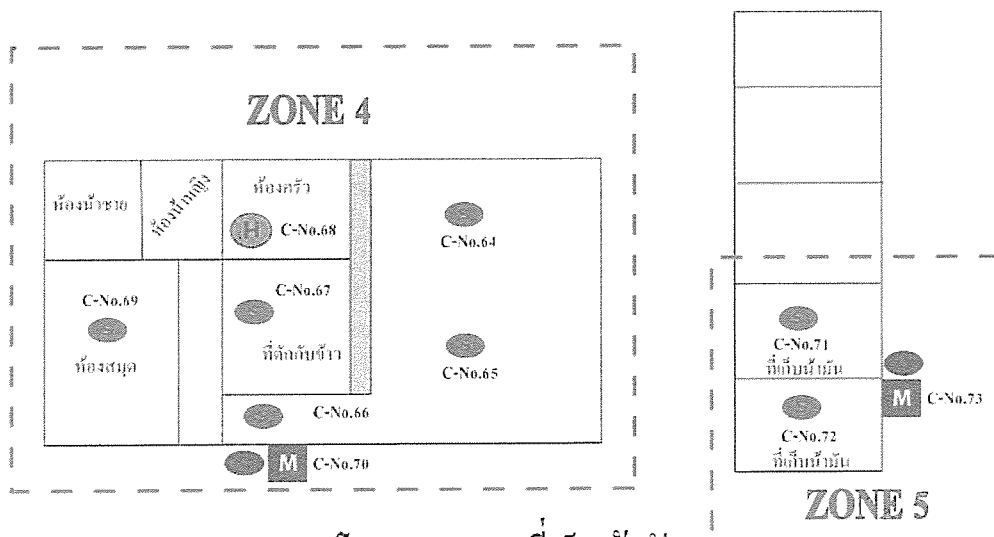 ZONE 4
ห้องน้ำชาย
ห้องน้ำหญิง
ห้องครัว
H
C-No.68
C-No.64
C-No.69
S
ห้องสมุด
C-No.67
S
ที่ตักกับข้าว
S
S
C-No.65
S
C-No.66
M
C-No.70
S
C-No.71
ที่เก็บน้ำมัน
S
C-No.72
ที่เก็บน้ำมัน
M
C-No.73
ZONE 5